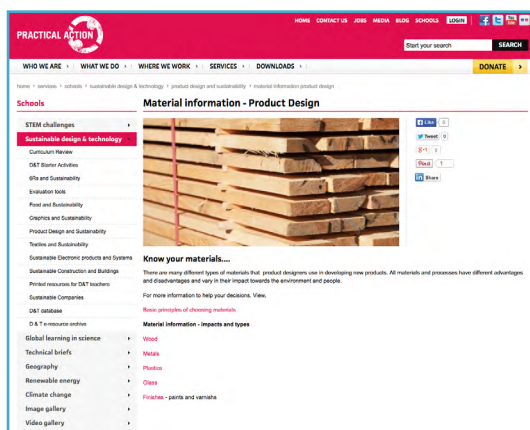 HOME CONTACT US JOBS MEDIA BLOG SCHOOLS LOGIN
PRACTICAL ACTION
Start your search SEARCH
WHO WE ARE WHAT WE DO WHERE WE WORK SERVICES DOWNLOADS DONATE
home › services › schools › sustainable design & technology › product design and sustainability › material information product design
Schools
Material information - Product Design
STEM challenges
Sustainable design & technology
Curriculum Review
D&T Starter Activities
6Rs and Sustainability
Evaluation tools
Food and Sustainability
Graphics and Sustainability
Product Design and Sustainability
Textiles and Sustainability
Sustainable Electronic products and Systems
Sustainable Construction and Buildings
Printed resources for D&T teachers
Sustainable Companies
D&T database
D & T e-resource archive
Global learning in science
Technical briefs
Geography
Renewable energy
Climate change
Image gallery
Video gallery
Like 0
Tweet 0
Pin it
Share
Know your materials....
There are many different types of materials that product designers use in developing new products. All materials and processes have different advantages
and disadvantages and vary in their impact towards the environment and people.
For more information to help your decisions. View,
Basic principles of choosing materials
Material information - impacts and types
Wood
Metals
Plastics
Glass
Finishes - paints and varnishs